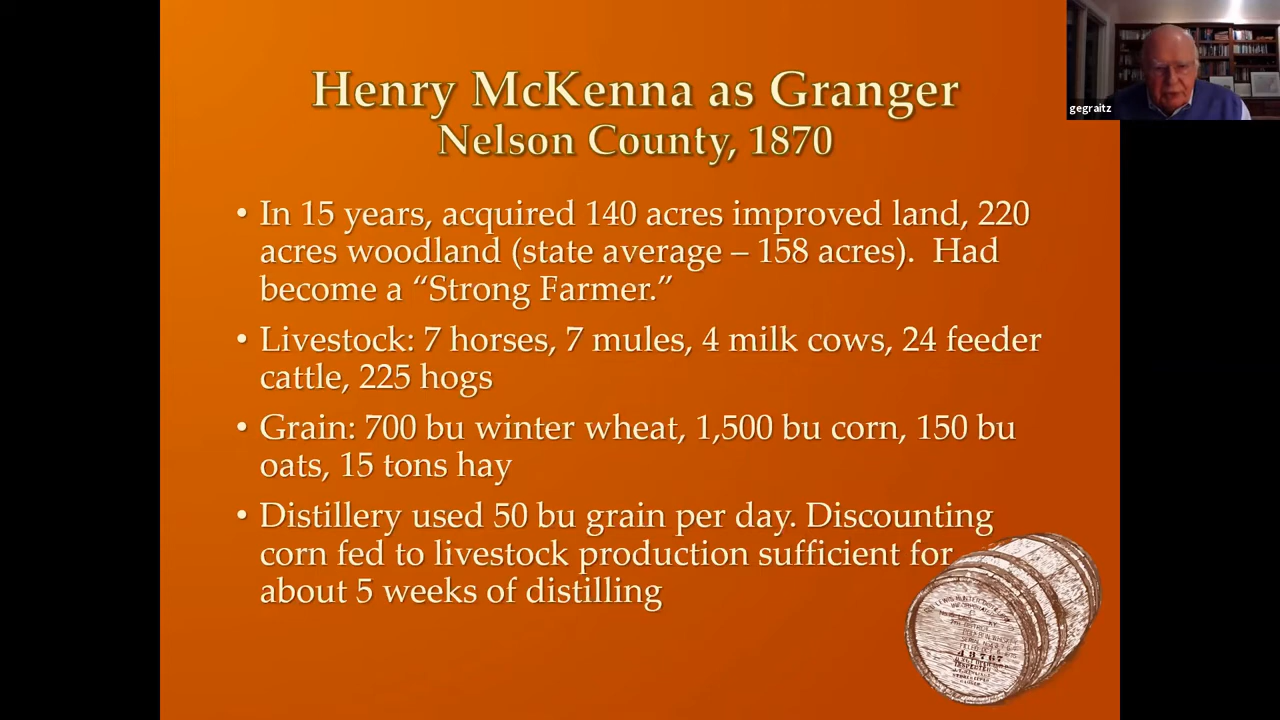 Henry McKenna as Granger
Nelson County, 1870
gegraitz
• In 15 years, acquired 140 acres improved land, 220
acres woodland (state average – 158 acres).  Had
become a “Strong Farmer.”
• Livestock: 7 horses, 7 mules, 4 milk cows, 24 feeder
cattle, 225 hogs
• Grain: 700 bu winter wheat, 1,500 bu corn, 150 bu
oats, 15 tons hay
• Distillery used 50 bu grain per day. Discounting
corn fed to livestock production sufficient for
about 5 weeks of distilling